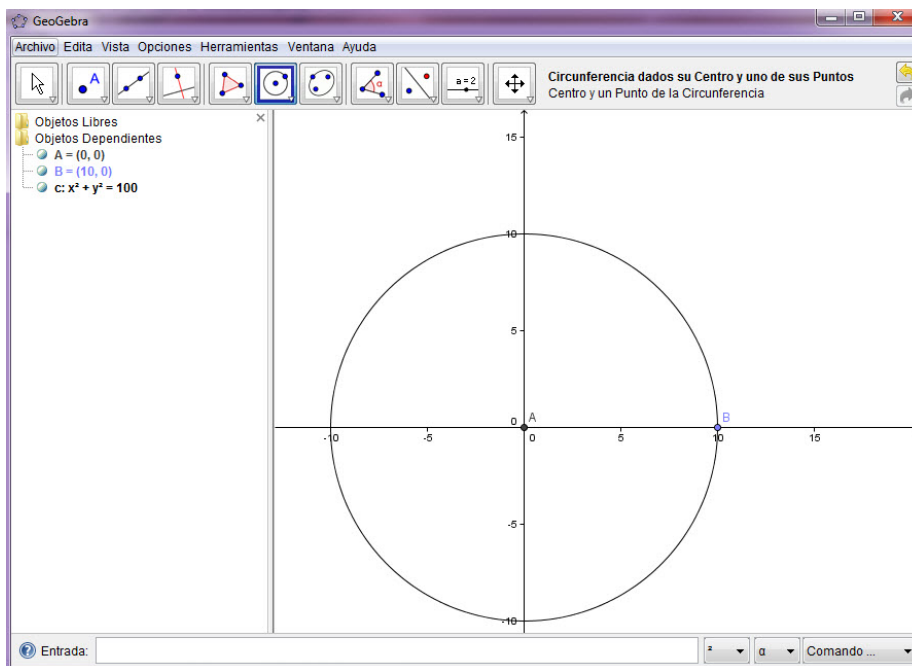 GeoGebra
Archivo Edita Vista Opciones Herramientas Ventana Ayuda
A
α
a = 2
Circunferencia dados su Centro y uno de sus Puntos
Centro y un Punto de la Circunferencia
Objetos Libres
Objetos Dependientes
A = (0, 0)
B = (10, 0)
c: x² + y² = 100
15
10
5
0
A
B
-10
-5
0
5
10
15
-5
-10
Entrada:
²
α
Comando ...